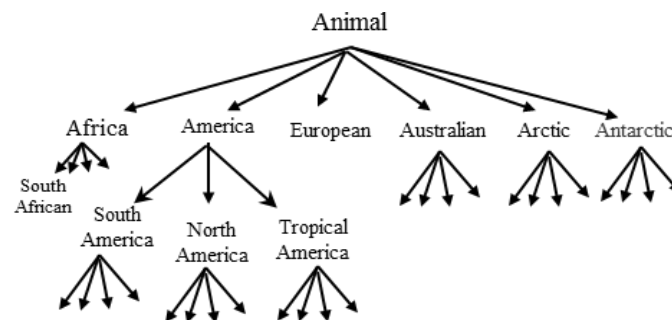 Animal
Africa America European Australian Arctic Antarctic
South
African
South
America
North
America
Tropical
America